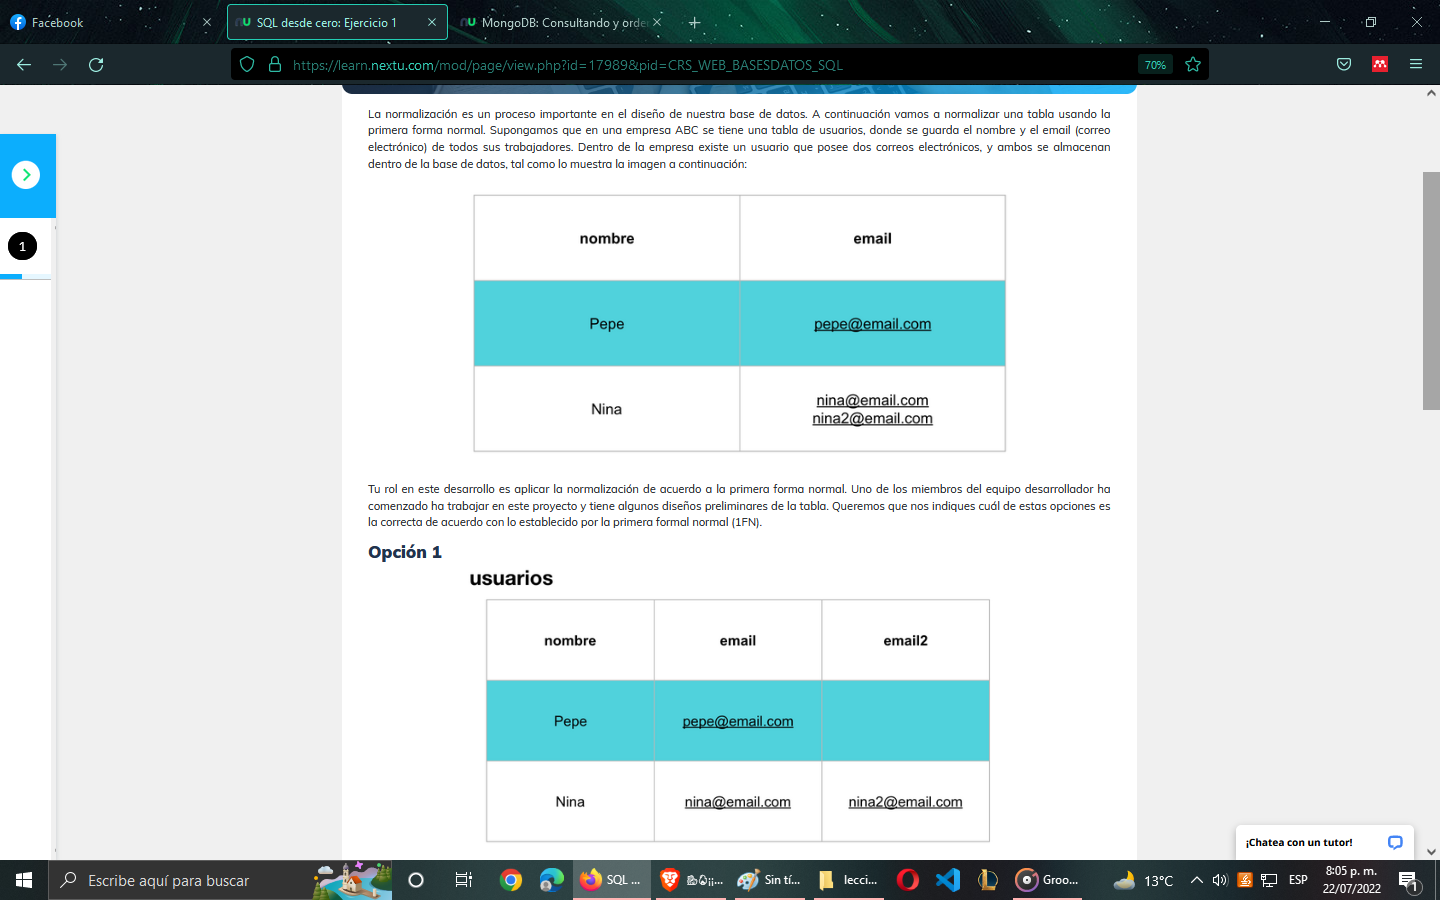 Facebook
SQL desde cero: Ejercicio 1
MongoDB: Consultando y orde
https://learn.nextu.com/mod/page/view.php?id=17989&pid=CRS_WEB_BASESDATOS_SQL
70%
La normalización es un proceso importante en el diseño de nuestra base de datos. A continuación vamos a normalizar una tabla usando la
primera forma normal. Supongamos que en una empresa ABC se tiene una tabla de usuarios, donde se guarda el nombre y el email (correo
electrónico) de todos sus trabajadores. Dentro de la empresa existe un usuario que posee dos correos electrónicos, y ambos se almacenan
dentro de la base de datos, tal como lo muestra la imagen a continuación:
1
nombre email
Pepe pepe@email.com
Nina nina@email.com
nina2@email.com
Tu rol en este desarrollo es aplicar la normalización de acuerdo a la primera forma normal. Uno de los miembros del equipo desarrollador ha
comenzado ha trabajar en este proyecto y tiene algunos diseños preliminares de la tabla. Queremos que nos indiques cuál de estas opciones es
la correcta de acuerdo con lo establecido por la primera formal normal (1FN).
Opción 1
usuarios
nombre email email2
Pepe pepe@email.com
Nina nina@email.com nina2@email.com
¡Chatea con un tutor!
Escribe aquí para buscar
SQL ...
Sin tí...
lecci...
Groo...
13°C
ESP
8:05 p. m.
22/07/2022
1